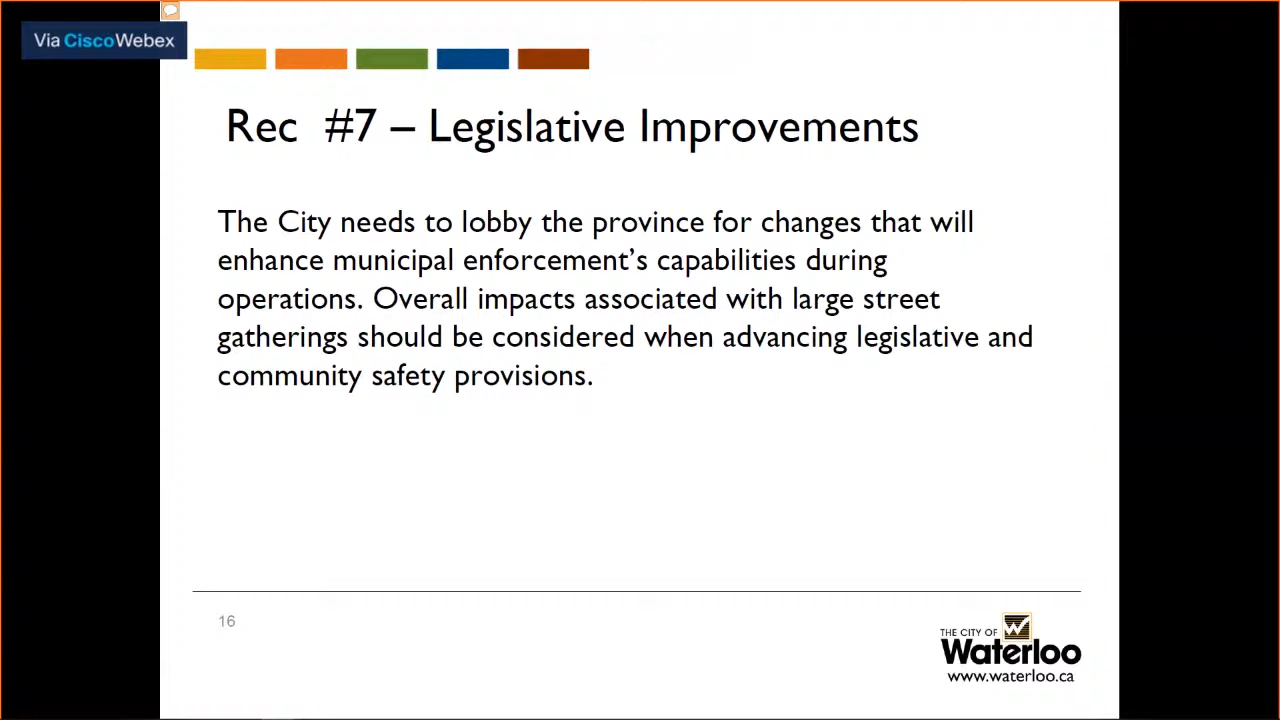 Via CiscoWebex
Rec #7 – Legislative Improvements
The City needs to lobby the province for changes that will
enhance municipal enforcement’s capabilities during
operations. Overall impacts associated with large street
gatherings should be considered when advancing legislative and
community safety provisions.
16
THE CITY OF
Waterloo
www.waterloo.ca